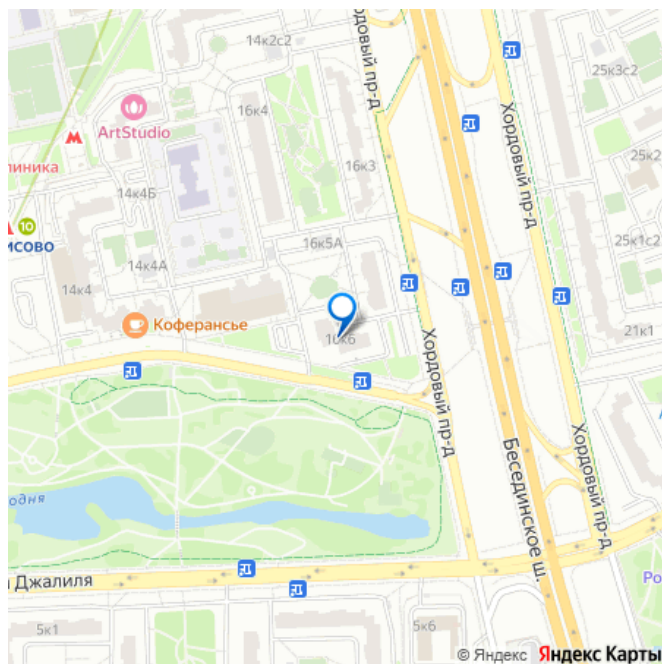 14к2с2
Хордовый пр-д
25к3с2
16к4
ArtStudio
линика
16к3
Хордовый пр-д
25к2
14к4Б
10
исово
16к5А
25к1с2
14к4А
14к4
Коферансье
16к6
21к1
Хордовый пр-д
Бесединское ш.
Хордовый пр-д
одня
а Джалиля
Ро
5к1
5к6
© Яндекс Яндекс Карты